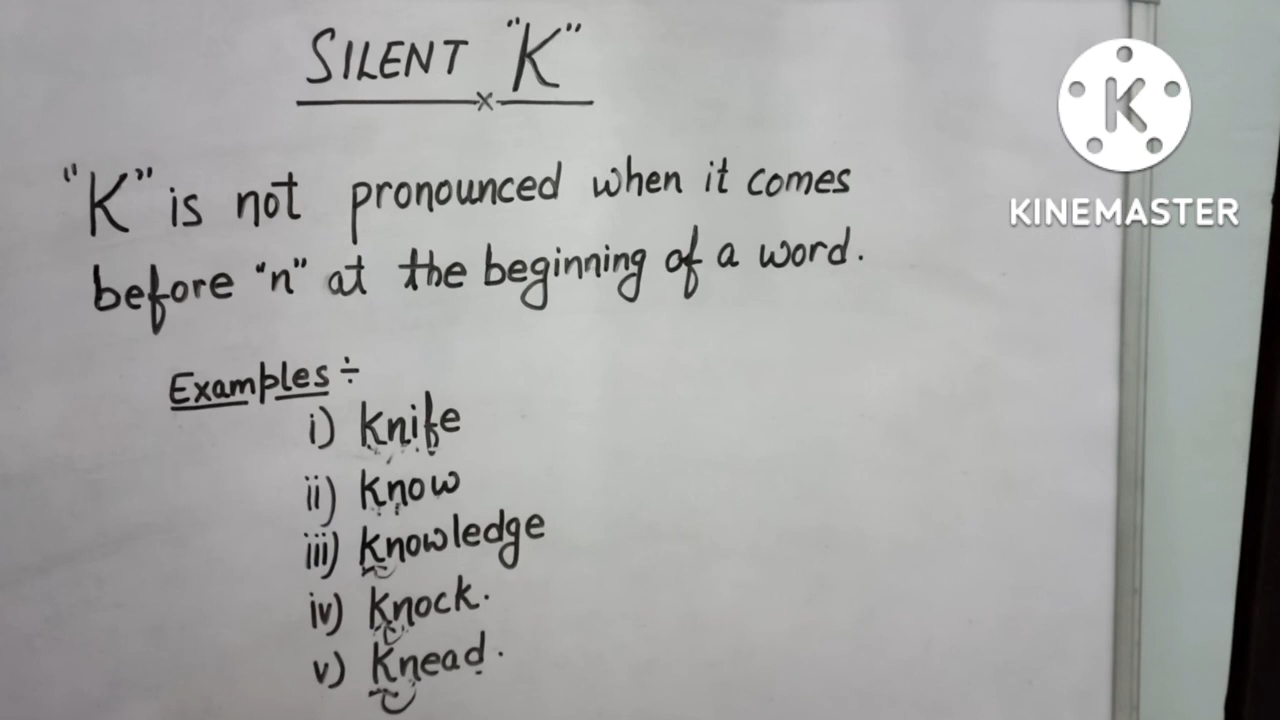 SILENT "K"
"K" is not pronounced when it comes
before "n" at the beginning of a word.
Examples ÷
i) Knife
ii) Know
iii) Knowledge
iv) Knock.
v) Knead.
K
KINEMASTER